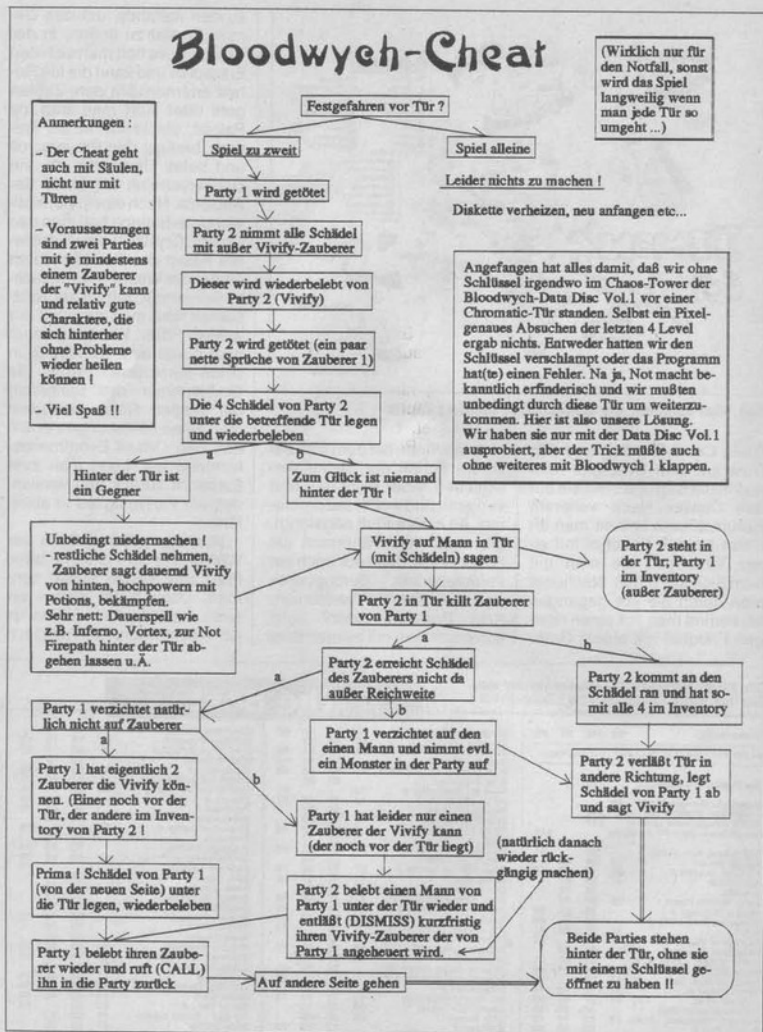 Bloodwych-Cheat
(Wirklich nur für
den Notfall, sonst
wird das Spiel
langweilig wenn
man jede Tür so
umgeht ...)
Anmerkungen :
- Der Cheat geht
auch mit Säulen,
nicht nur mit
Türen
- Voraussetzungen
sind zwei Parties
mit je mindestens
einem Zauberer
der "Vivify" kann
und relativ gute
Charaktere, die
sich hinterher
ohne Probleme
wieder heilen
können !
- Viel Spaß !!
Festgefahren vor Tür ?
Spiel zu zweit
Spiel alleine
Leider nichts zu machen !
Diskette verheizen, neu anfangen etc...
Party 1 wird getötet
Party 2 nimmt alle Schädel
mit außer Vivify-Zauberer
Dieser wird wiederbelebt von
Party 2 (Vivify)
Party 2 wird getötet (ein paar
nette Sprüche von Zauberer 1)
Die 4 Schädel von Party 2
unter die betreffende Tür legen
und wiederbeleben
Angefangen hat alles damit, daß wir ohne
Schlüssel irgendwo im Chaos-Tower der
Bloodwych-Data Disc Vol.1 vor einer
Chromatic-Tür standen. Selbst ein Pixel-
genaues Absuchen der letzten 4 Level
ergab nichts. Entweder hatten wir den
Schlüssel verschlampt oder das Programm
hat(te) einen Fehler. Na ja, Not macht be-
kanntlich erfinderisch und wir mußten
unbedingt durch diese Tür um weiterzu-
kommen. Hier ist also unsere Lösung.
Wir haben sie nur mit der Data Disc Vol.1
ausprobiert, aber der Trick müßte auch
ohne weiteres mit Bloodwych 1 klappen.
a
b
Hinter der Tür ist
ein Gegner
Zum Glück ist niemand
hinter der Tür !
Unbedingt niedermachen !
- restliche Schädel nehmen,
Zauberer sagt dauernd Vivify
von hinten, hochpowern mit
Potions, bekämpfen.
Sehr nett: Dauerspell wie
z.B. Inferno, Vortex, zur Not
Firepath hinter der Tür ab-
gehen lassen u.Ä.
Vivify auf Mann in Tür
(mit Schädeln) sagen
Party 2 steht in
der Tür; Party 1
im Inventory
(außer Zauberer)
Party 2 in Tür killt Zauberer
von Party 1
a
b
Party 2 erreicht Schädel
des Zauberers nicht da
außer Reichweite
Party 2 kommt an den
Schädel ran und hat so-
mit alle 4 im Inventory
a
b
Party 1 verzichtet natür-
lich nicht auf Zauberer
Party 1 verzichtet auf den
einen Mann und nimmt evtl.
ein Monster in der Party auf
Party 2 verläßt Tür in
andere Richtung, legt
Schädel von Party 1 ab
und sagt Vivify
a
b
Party 1 hat eigentlich 2
Zauberer die Vivify kön-
nen. (Einer noch vor der
Tür, der andere im Inven-
tory von Party 2 !
Party 1 hat leider nur einen
Zauberer der Vivify kann
(der noch vor der Tür liegt)
(natürlich danach
wieder rück-
gängig machen)
Prima ! Schädel von Party 1
(von der neuen Seite) unter
die Tür legen, wiederbeleben
Party 2 belebt einen Mann von
Party 1 unter der Tür wieder und
entläßt (DISMISS) kurzfristig
ihren Vivify-Zauberer der von
Party 1 angeheuert wird.
Party 1 belebt ihren Zaube-
rer wieder und ruft (CALL)
ihn in die Party zurück
Auf andere Seite gehen
Beide Parties stehen
hinter der Tür, ohne sie
mit einem Schlüssel ge-
öffnet zu haben !!